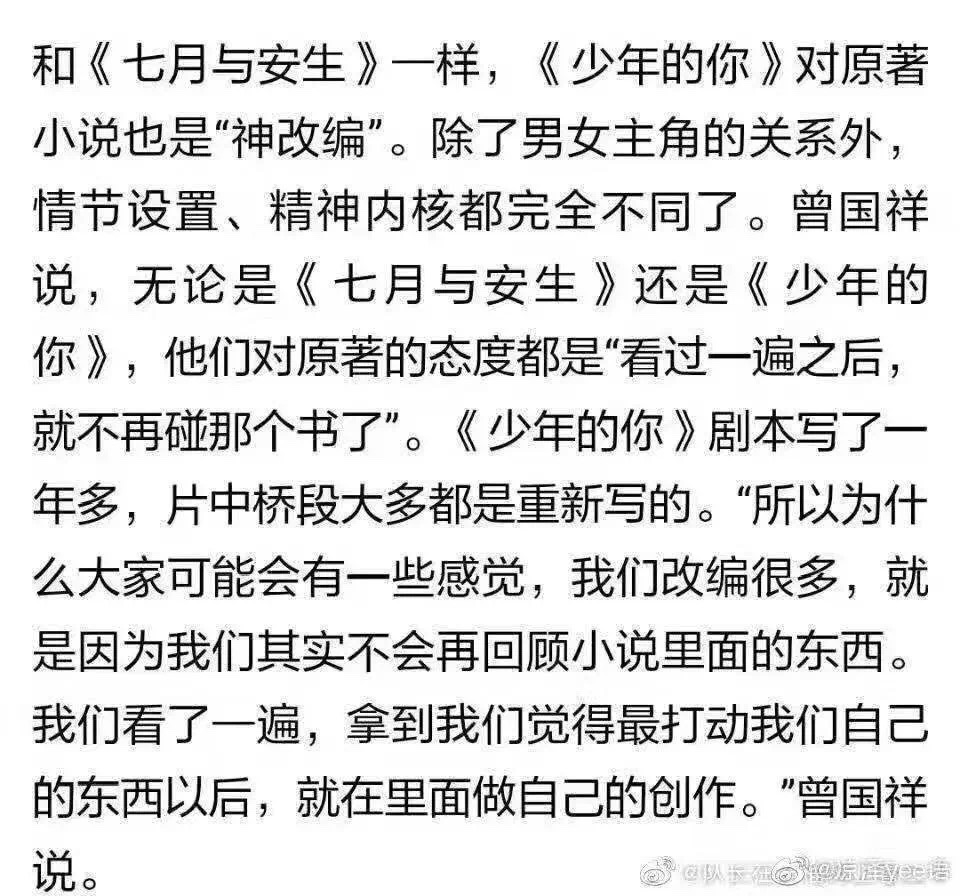 和《七月与安生》一样，《少年的你》对原著
小说也是“神改编”。除了男女主角的关系外，
情节设置、精神内核都完全不同了。曾国祥
说，无论是《七月与安生》还是《少年的
你》，他们对原著的态度都是“看过一遍之后，
就不再碰那个书了”。《少年的你》剧本写了一
年多，片中桥段大多都是重新写的。“所以为什
么大家可能会有一些感觉，我们改编很多，就
是因为我们其实不会再回顾小说里面的东西。
我们看了一遍，拿到我们觉得最打动我们自己
的东西以后，就在里面做自己的创作。”曾国祥
说。
@队长在